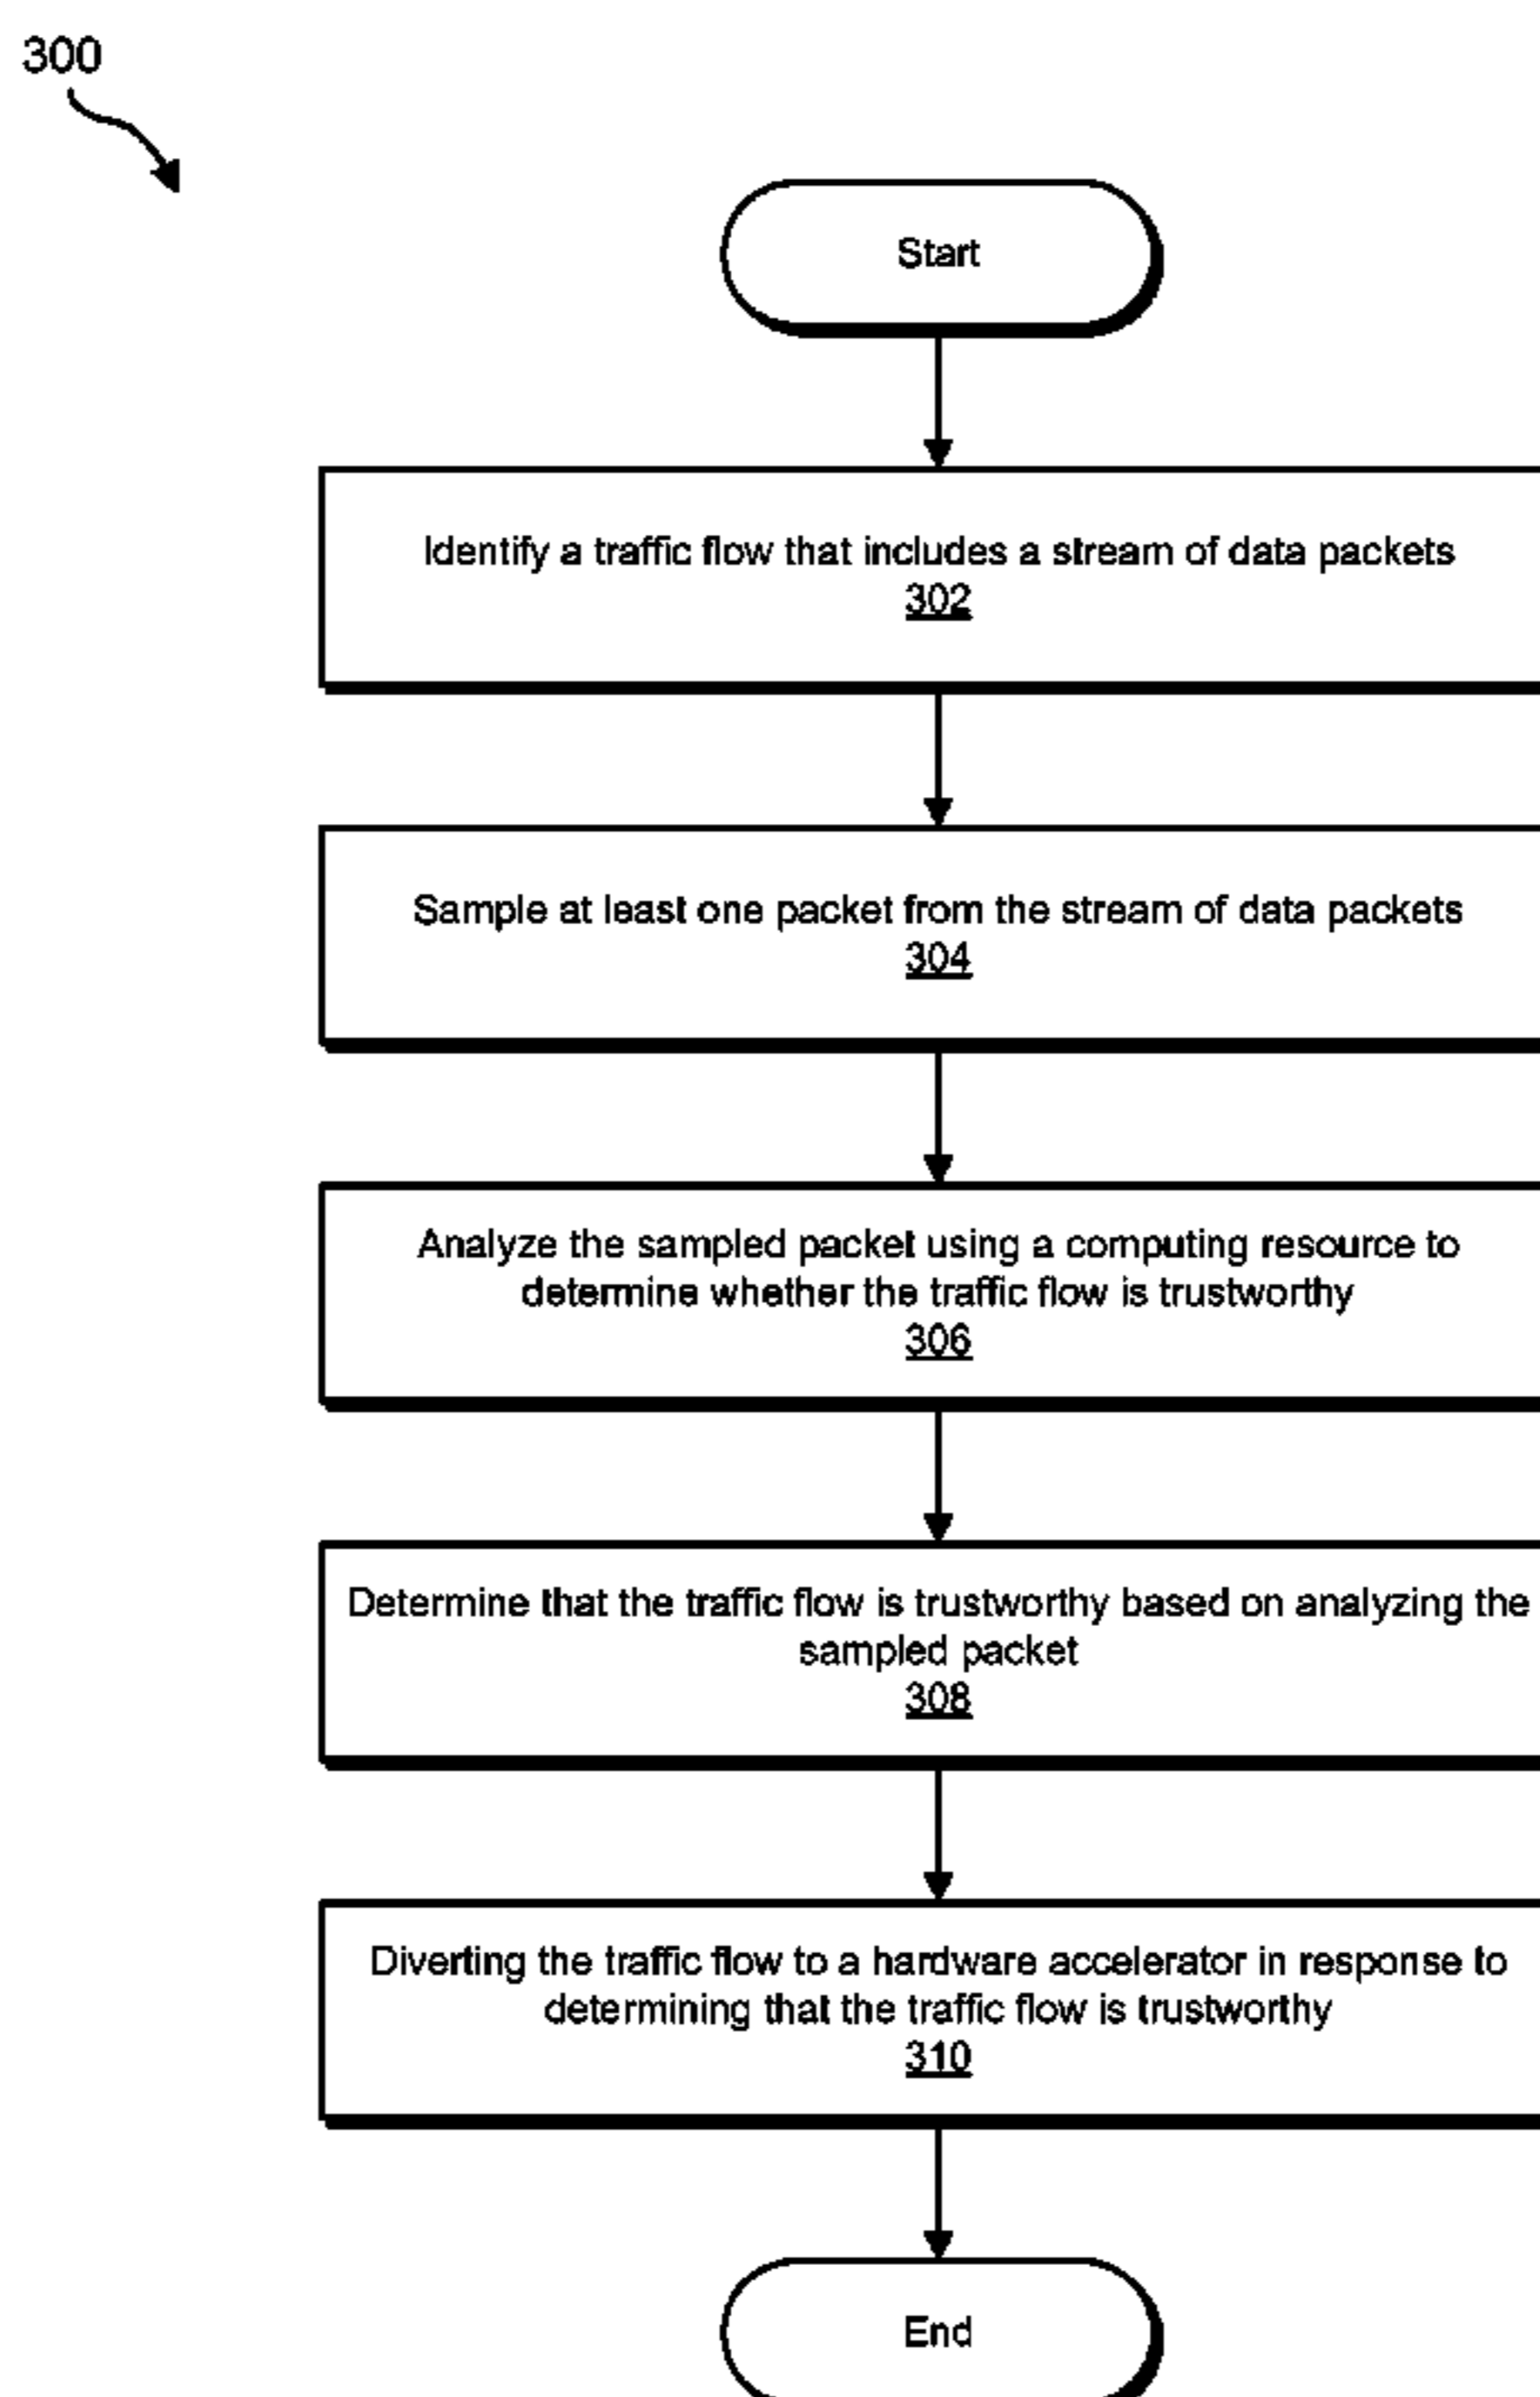 300
Start
Identify a traffic flow that includes a stream of data packets
302
Sample at least one packet from the stream of data packets
304
Analyze the sampled packet using a computing resource to
determine whether the traffic flow is trustworthy
306
Determine that the traffic flow is trustworthy based on analyzing the
sampled packet
308
Diverting the traffic flow to a hardware accelerator in response to
determining that the traffic flow is trustworthy
310
End